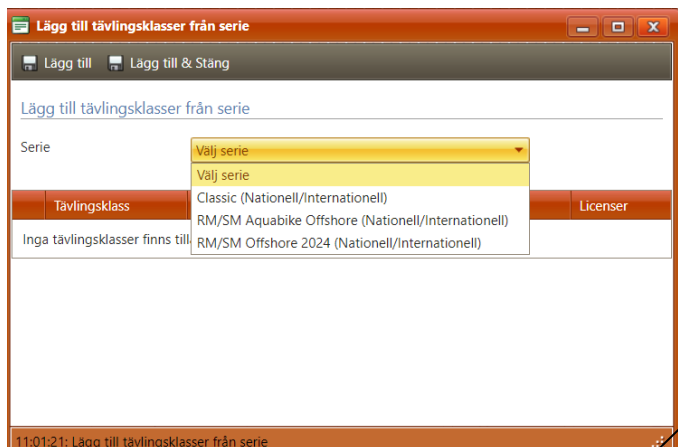 Lägg till tävlingsklasser från serie
Lägg till Lägg till & Stäng
Lägg till tävlingsklasser från serie
Serie Välj serie
Välj serie
Classic (Nationell/Internationell)
RM/SM Aquabike Offshore (Nationell/Internationell)
RM/SM Offshore 2024 (Nationell/Internationell)
Tävlingsklass Licenser
Inga tävlingsklasser finns
11:01:21: Lägg till tävlingsklasser från serie